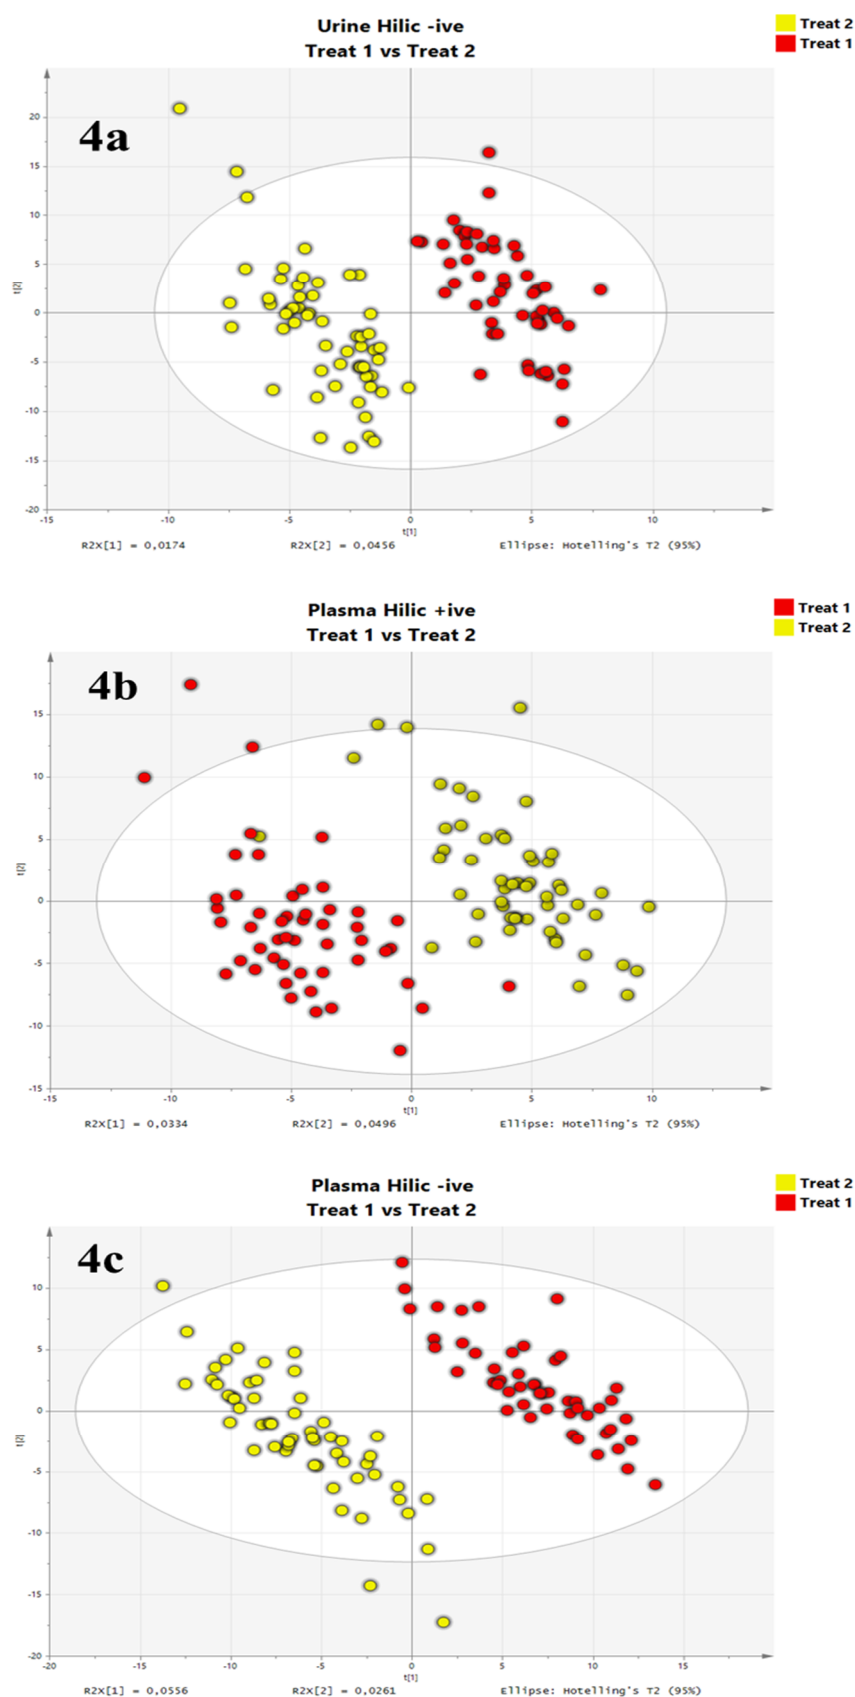 Urine Hilic -ive
Treat 1 vs Treat 2
Treat 2
Treat 1
4a
20
15
10
5
0
-5
-10
-15
-20
t[2]
-15 -10 -5 0 5 10
t[1]
R2X[1] = 0,0174 R2X[2] = 0,0456 Ellipse: Hotelling's T2 (95%)
Plasma Hilic +ive
Treat 1 vs Treat 2
Treat 1
Treat 2
4b
15
10
5
0
-5
-10
-15
t[2]
-15 -10 -5 0 5 10
t[1]
R2X[1] = 0,0334 R2X[2] = 0,0496 Ellipse: Hotelling's T2 (95%)
Plasma Hilic -ive
Treat 1 vs Treat 2
Treat 2
Treat 1
4c
10
5
0
-5
-10
-15
-20
t[2]
-20 -15 -10 -5 0 5 10 15
t[1]
R2X[1] = 0,0556 R2X[2] = 0,0261 Ellipse: Hotelling's T2 (95%)